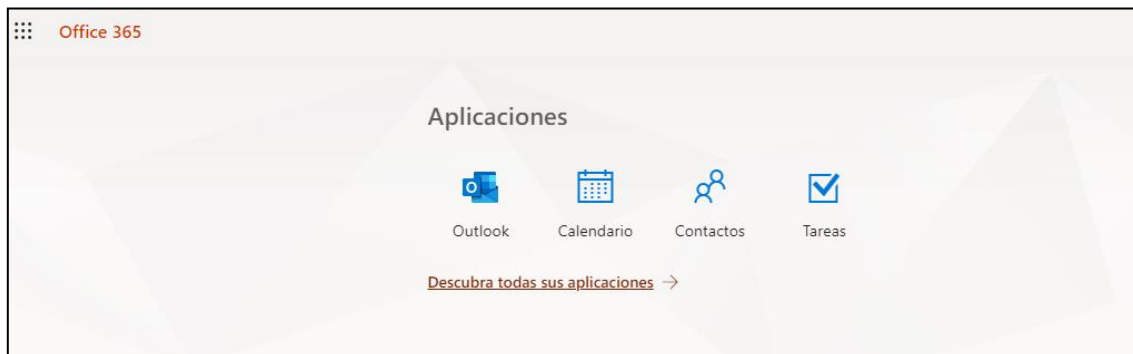 Office 365
Aplicaciones
Outlook Calendario Contactos Tareas
Descubra todas sus aplicaciones →